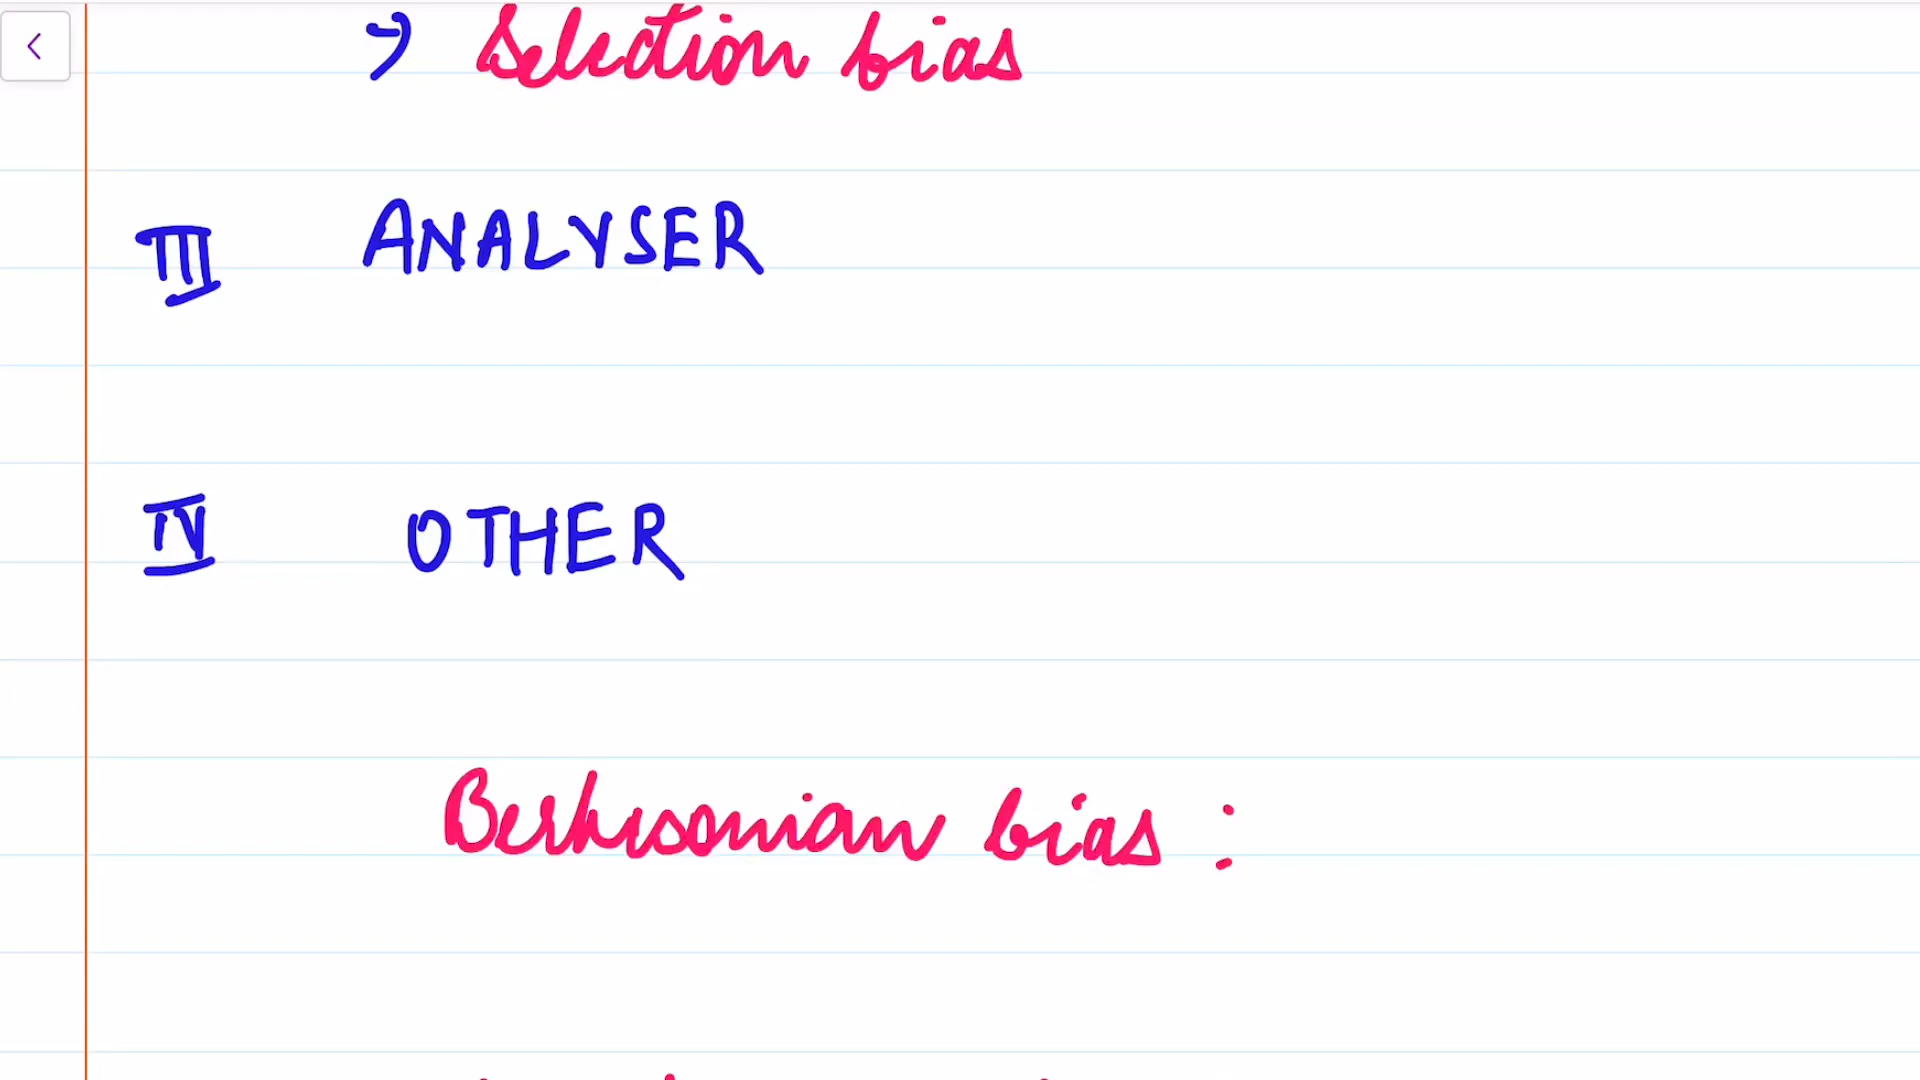 → Selection bias
III ANALYSER
IV OTHER
Berksonian bias :